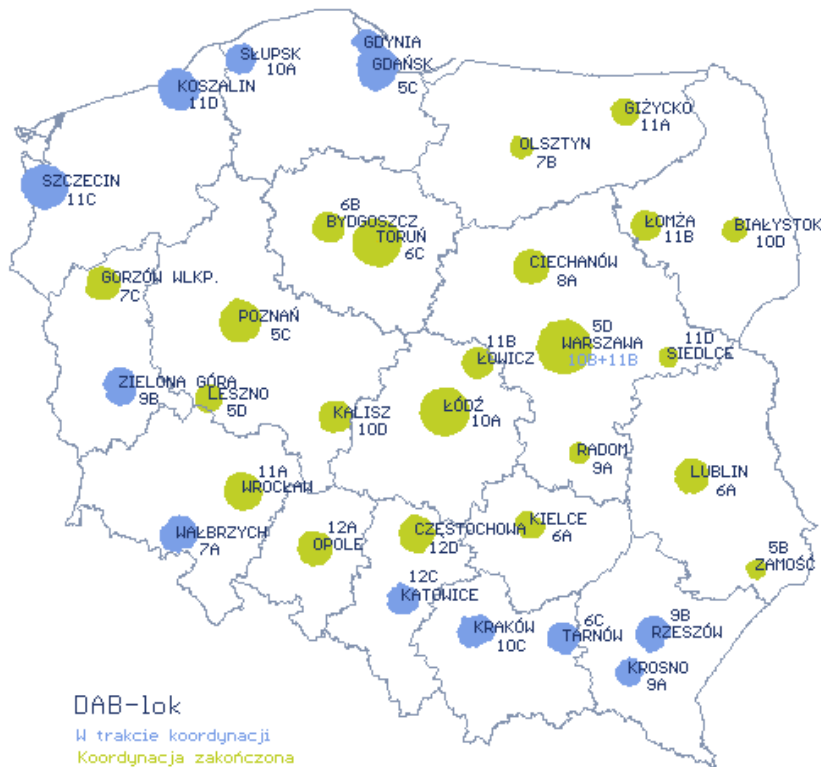 GDYNIA
GDAŃSK
5C
SŁUPSK
10A
KOSZALIN
11D
GIŻYCKO
11A
OLSZTYN
7B
SZCZECIN
11C
6B
BYDGOSZCZ
TORUŃ
6C
ŁOMŻA
11B
BIAŁYSTOK
10D
CIECHANÓW
8A
GORZÓW WLKP.
7C
POZNAŃ
5C
5D
WARSZAWA
10B+11B
11D
SIEDLCE
11B
ŁOWICZ
ZIELONA GÓRA
9B
LESZNO
5D
KALISZ
10D
ŁÓDŹ
10A
RADOM
9A
LUBLIN
6A
11A
WROCŁAW
WAŁBRZYCH
7A
12A
OPOLE
CZĘSTOCHOWA
12D
KIELCE
6A
5B
ZAMOŚĆ
12C
KATOWICE
KRAKÓW
10C
6C
TARNÓW
9B
RZESZÓW
KROSNO
9A
DAB-lok
W trakcie koordynacji
Koordynacja zakończona